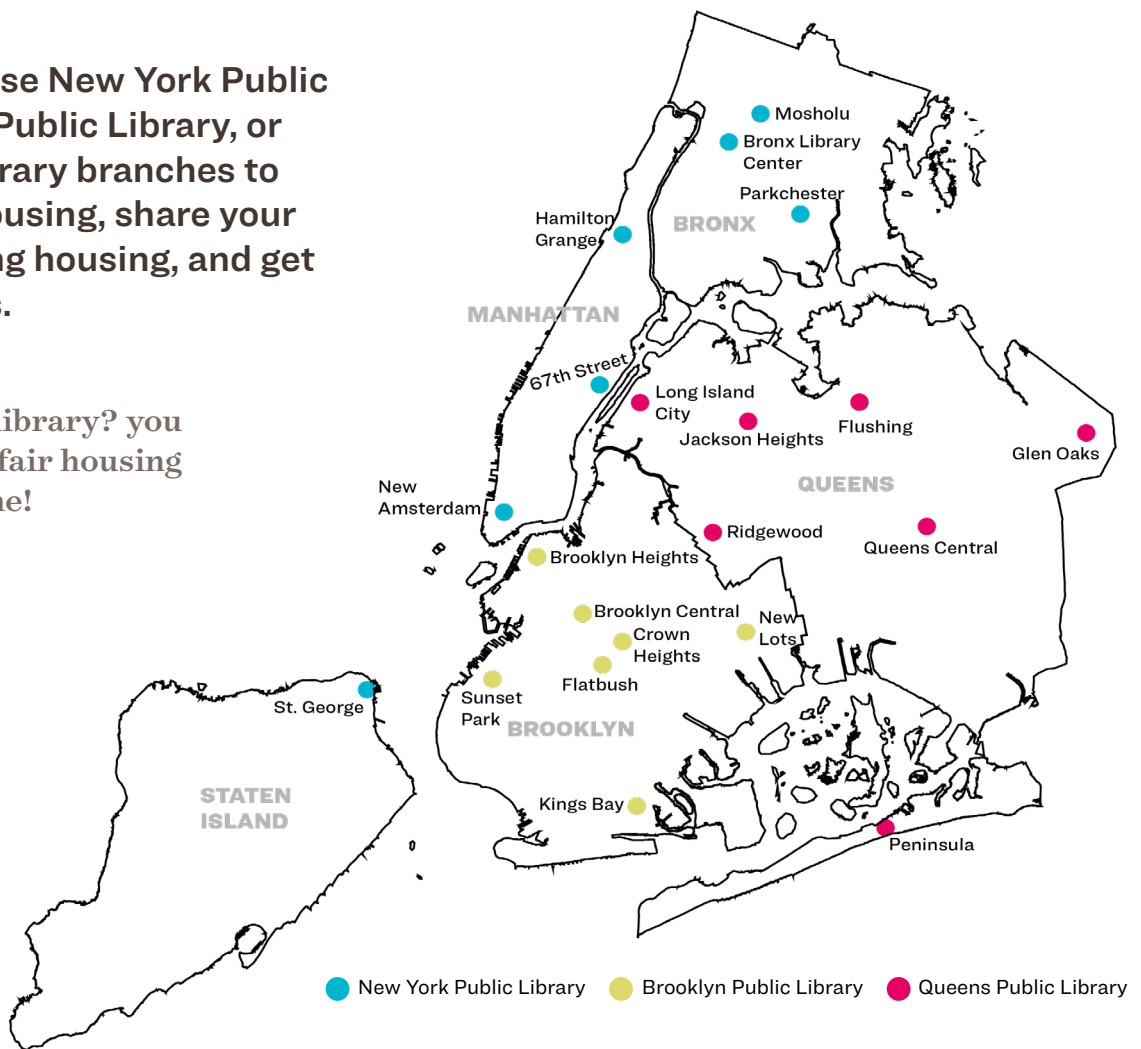 se New York Public
Public Library, or
rary branches to
ousing, share your
ng housing, and get
s.
library? you
fair housing
ne!
Mosholu
Bronx Library
Center
Parkchester
BRONX
Hamilton
Grange
MANHATTAN
67th Street
Long Island
City
Jackson Heights
Flushing
Glen Oaks
QUEENS
New
Amsterdam
Ridgewood
Queens Central
Brooklyn Heights
Brooklyn Central
New
Lots
Crown
Heights
Flatbush
Sunset
Park
BROOKLYN
St. George
STATEN
ISLAND
Kings Bay
Peninsula
New York Public Library
Brooklyn Public Library
Queens Public Library